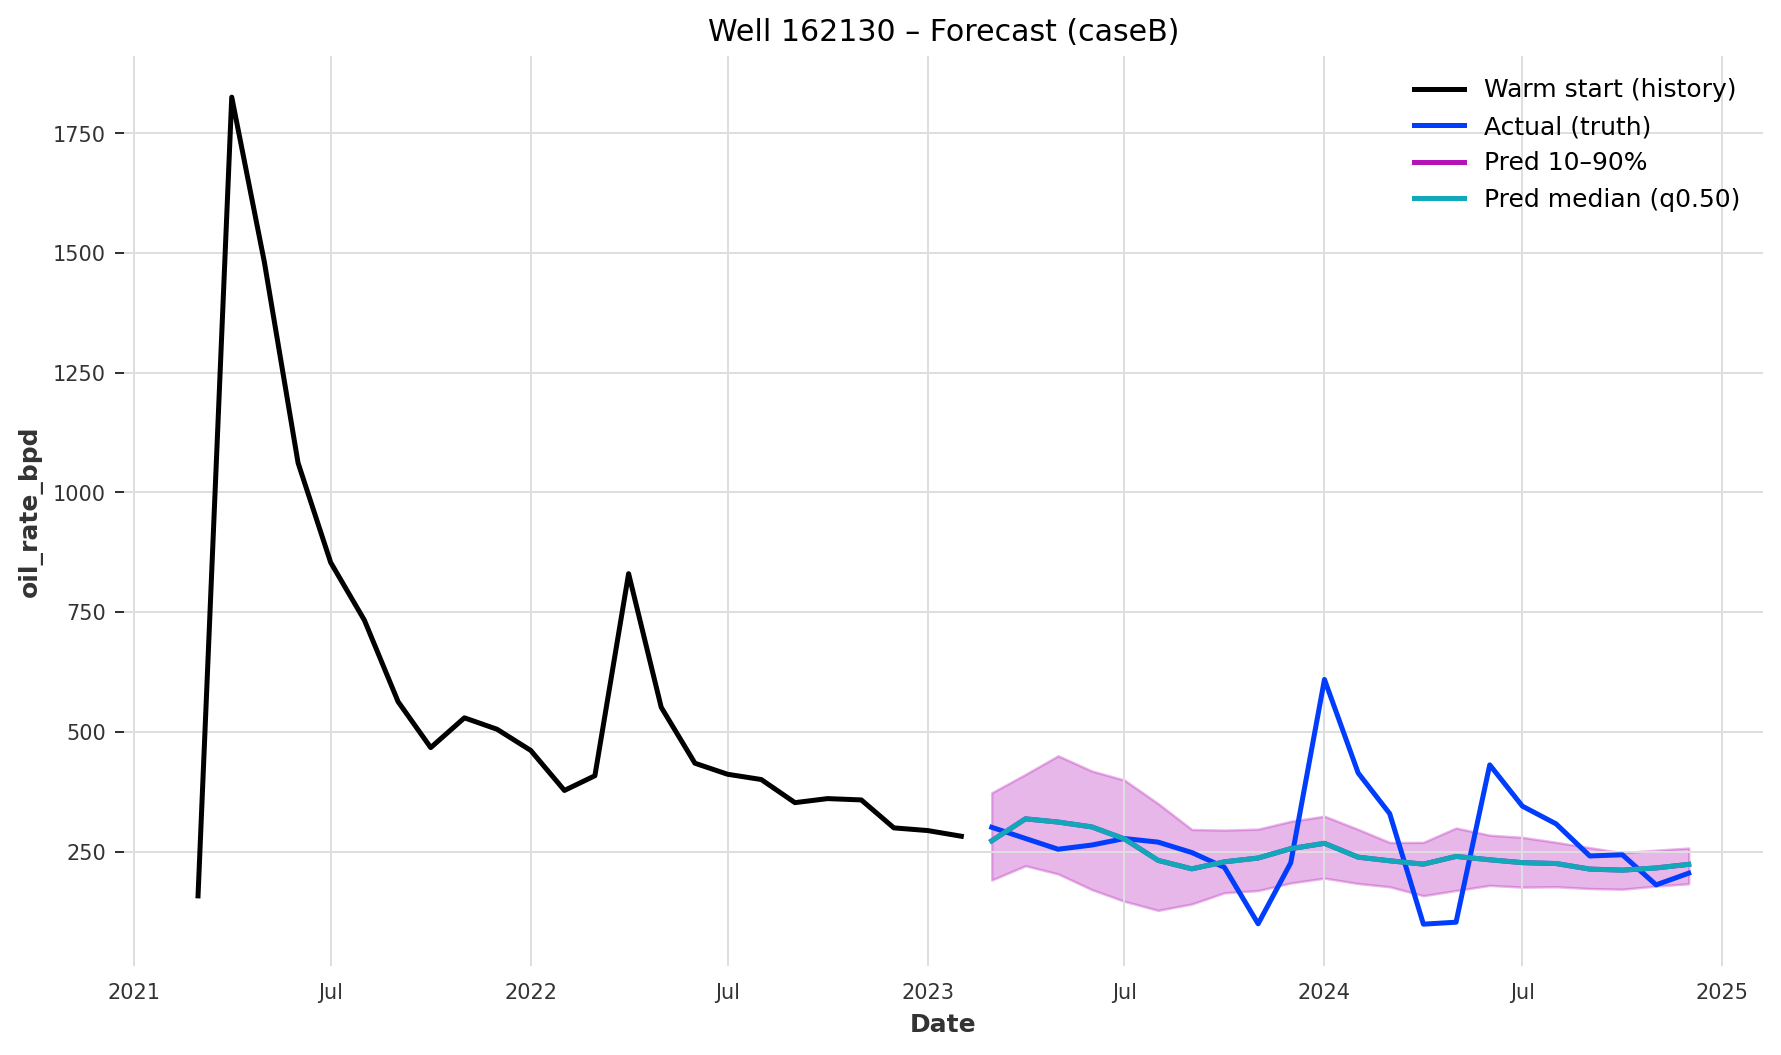 Well 162130 – Forecast (caseB)
Warm start (history)
Actual (truth)
Pred 10–90%
Pred median (q0.50)
oil_rate_bpd
1750
1500
1250
1000
750
500
250
2021
Jul
2022
Jul
2023
Jul
2024
Jul
2025
Date